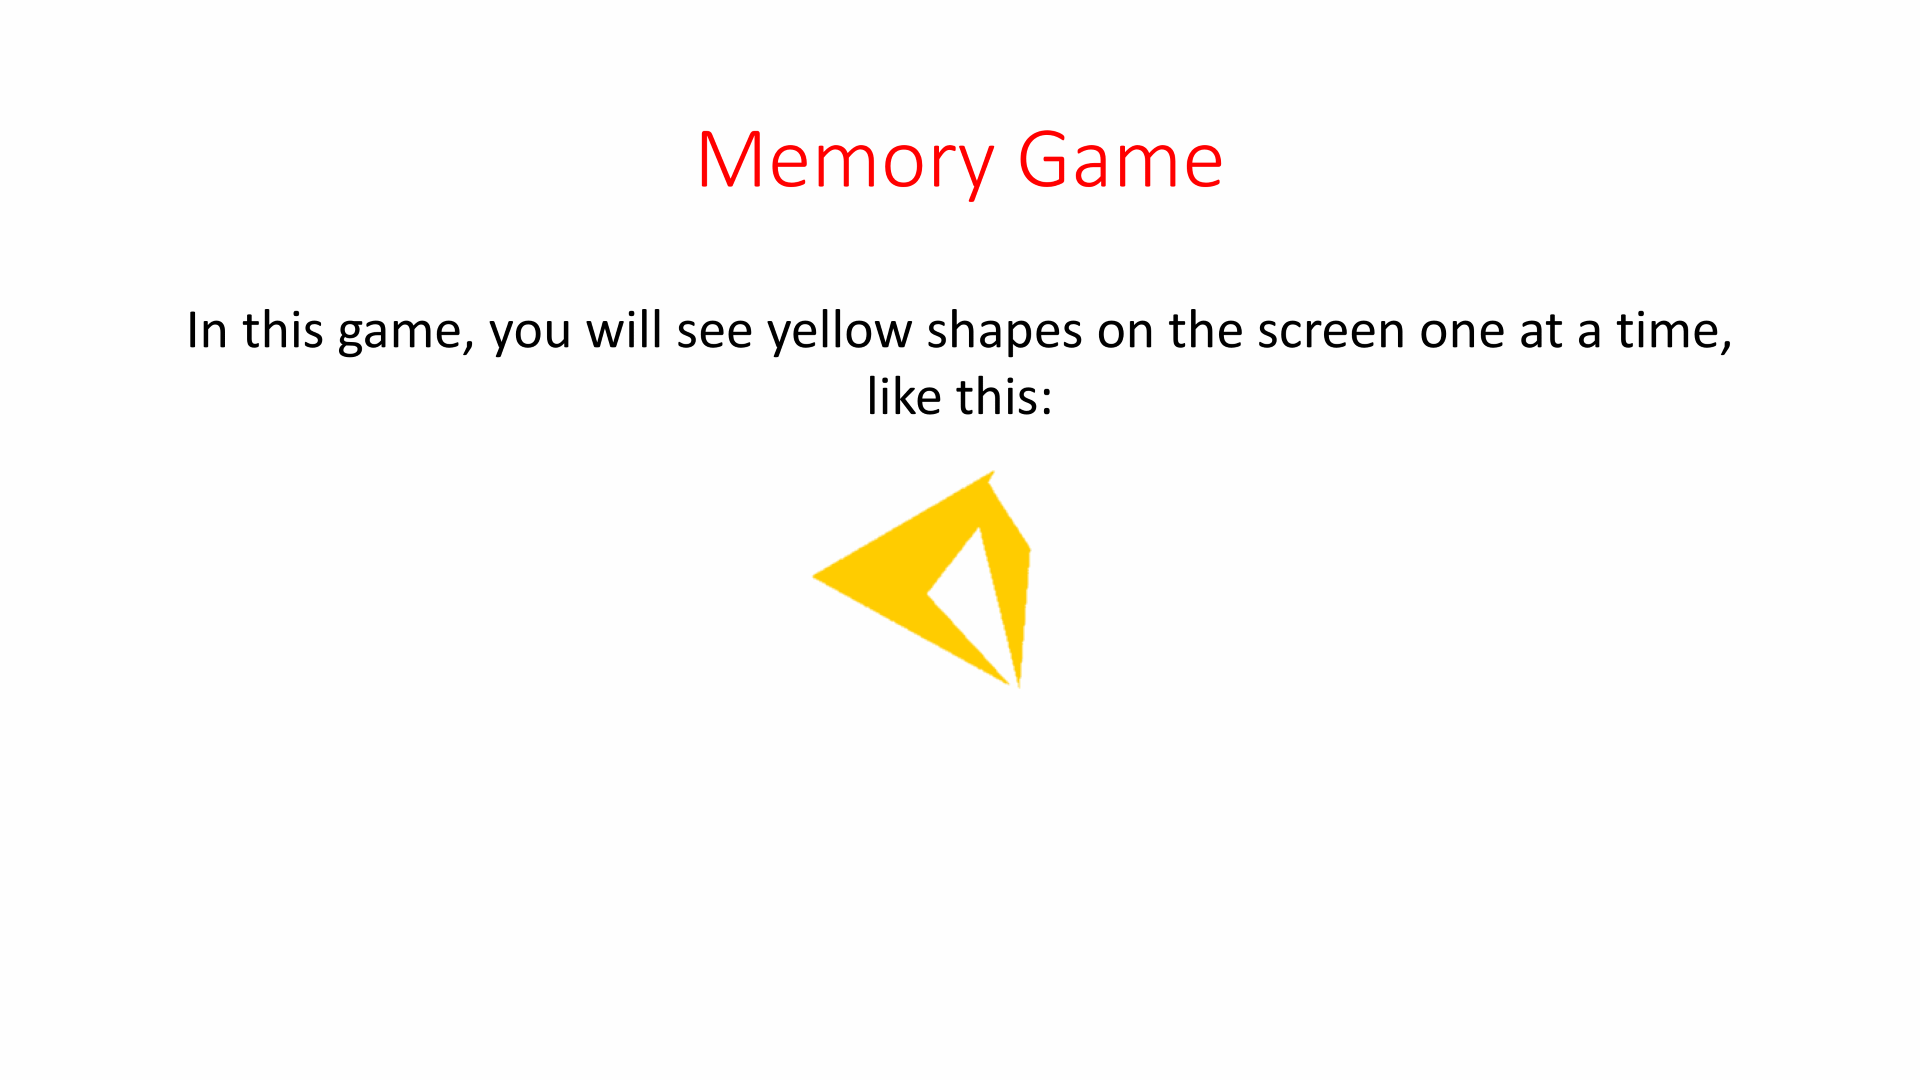 Memory Game
In this game, you will see yellow shapes on the screen one at a time,
like this: